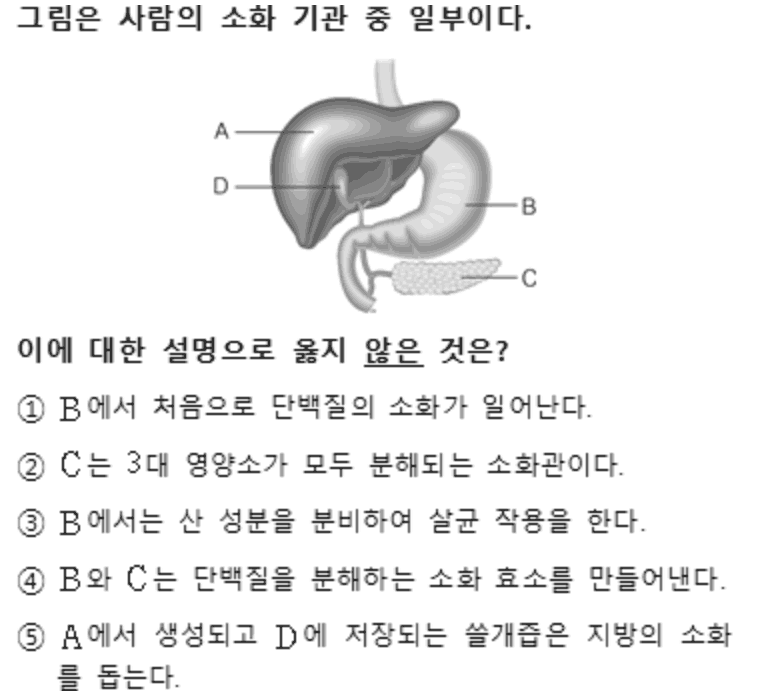 그림은 사람의 소화 기관 중 일부이다.
A
D
B
C
이에 대한 설명으로 옳지 않은 것은?
① B에서 처음으로 단백질의 소화가 일어난다.
② C는 3대 영양소가 모두 분해되는 소화관이다.
③ B에서는 산 성분을 분비하여 살균 작용을 한다.
④ B와 C는 단백질을 분해하는 소화 효소를 만들어낸다.
⑤ A에서 생성되고 D에 저장되는 쓸개즙은 지방의 소화
를 돕는다.